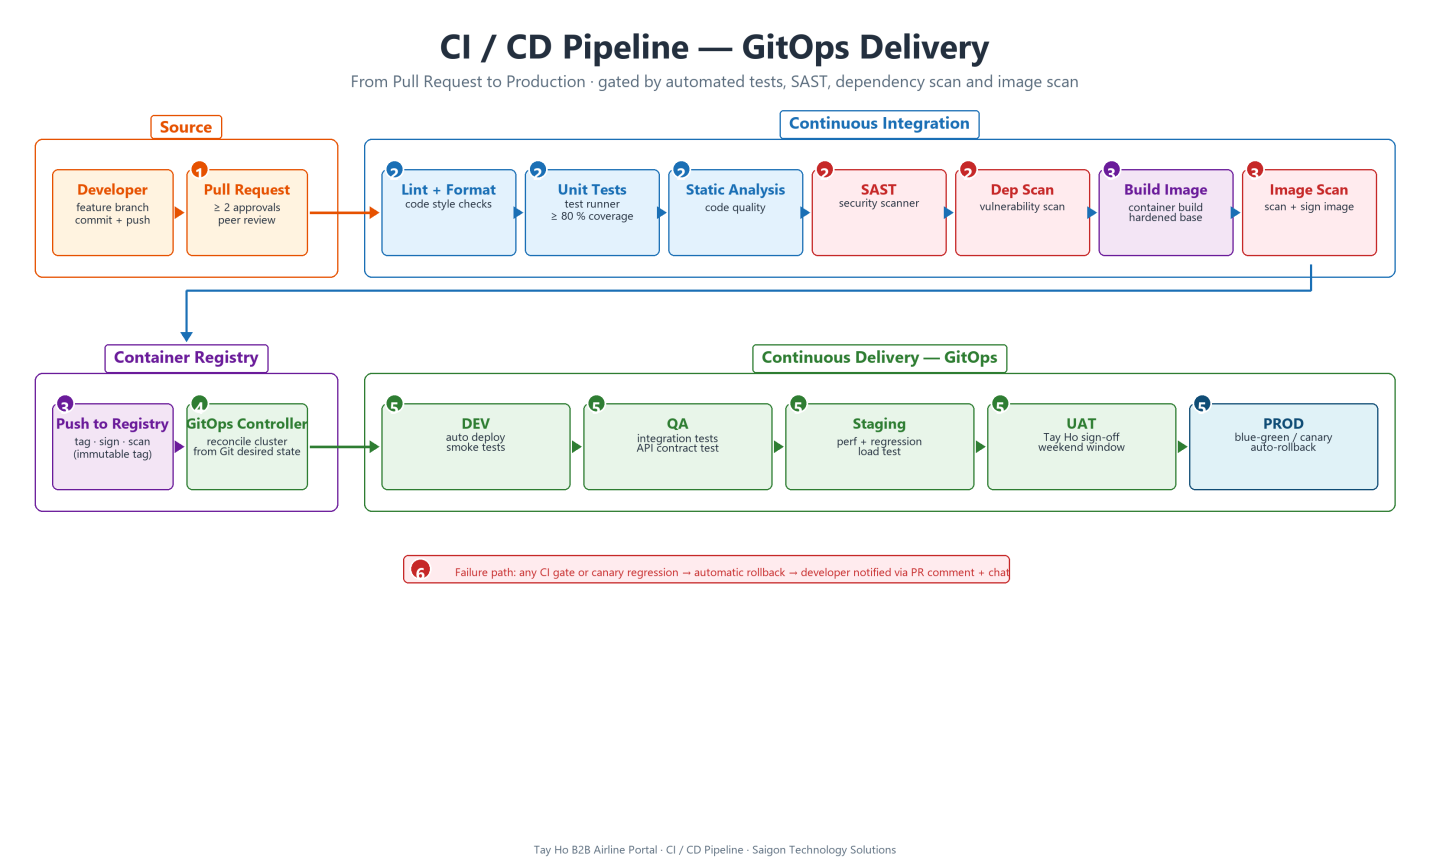 CI / CD Pipeline — GitOps Delivery
From Pull Request to Production · gated by automated tests, SAST, dependency scan and image scan
Source
Continuous Integration
Developer
feature branch
commit + push
1
Pull Request
≥ 2 approvals
peer review
2
Lint + Format
code style checks
2
Unit Tests
test runner
≥ 80 % coverage
2
Static Analysis
code quality
2
SAST
security scanner
2
Dep Scan
vulnerability scan
3
Build Image
container build
hardened base
3
Image Scan
scan + sign image
Container Registry
Continuous Delivery — GitOps
3
Push to Registry
tag · sign · scan
(immutable tag)
4
GitOps Controller
reconcile cluster
from Git desired state
5
DEV
auto deploy
smoke tests
5
QA
integration tests
API contract test
5
Staging
perf + regression
load test
5
UAT
Tay Ho sign-off
weekend window
5
PROD
blue-green / canary
auto-rollback
6
Failure path: any CI gate or canary regression → automatic rollback → developer notified via PR comment + chat
Tay Ho B2B Airline Portal · CI / CD Pipeline · Saigon Technology Solutions